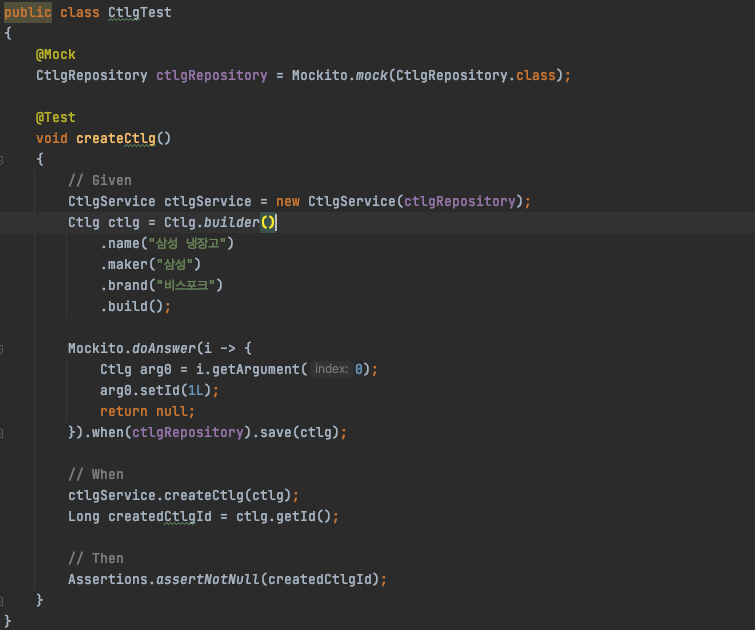 public class CtlgTest
{
    @Mock
    CtlgRepository ctlgRepository = Mockito.mock(CtlgRepository.class);

    @Test
    void createCtlg()
    {
        // Given
        CtlgService ctlgService = new CtlgService(ctlgRepository);
        Ctlg ctlg = Ctlg.builder()
            .name("삼성 냉장고")
            .maker("삼성")
            .brand("비스포크")
            .build();

        Mockito.doAnswer(i -> {
            Ctlg arg0 = i.getArgument( index: 0);
            arg0.setId(1L);
            return null;
        }).when(ctlgRepository).save(ctlg);

        // When
        ctlgService.createCtlg(ctlg);
        Long createdCtlgId = ctlg.getId();

        // Then
        Assertions.assertNotNull(createdCtlgId);
    }
}